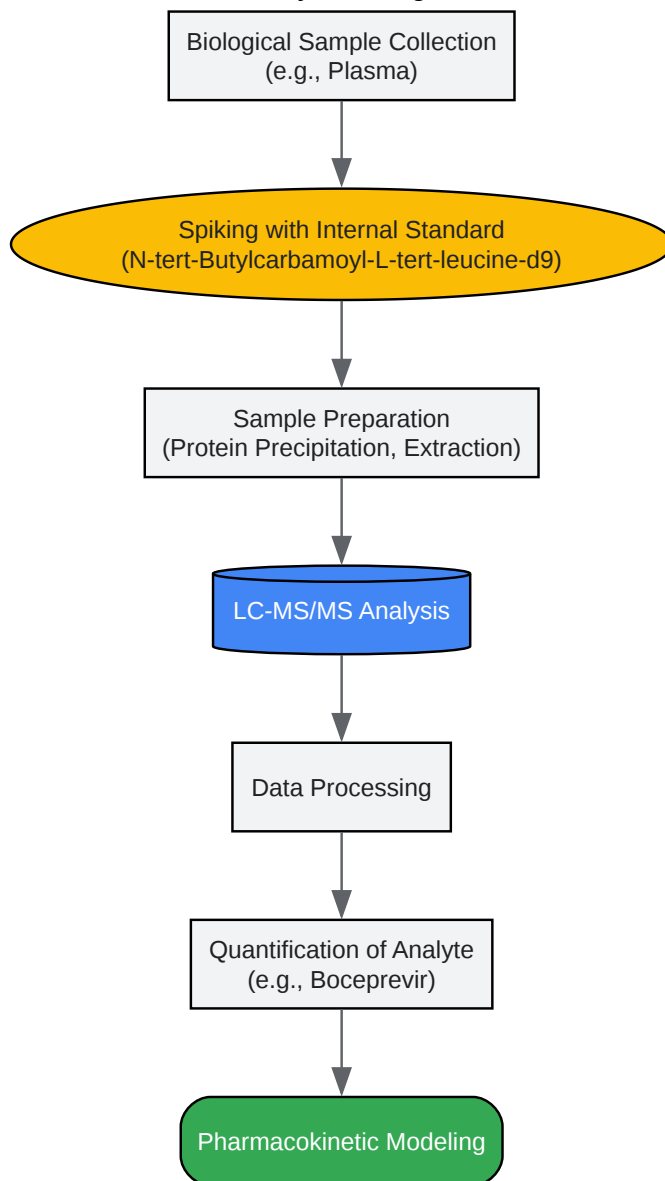 Biological Sample Collection
(e.g., Plasma)
Spiking with Internal Standard
(N-tert-Butylcarbamoyl-L-tert-leucine-d9)
Sample Preparation
(Protein Precipitation, Extraction)
LC-MS/MS Analysis
Data Processing
Quantification of Analyte
(e.g., Boceprevir)
Pharmacokinetic Modeling